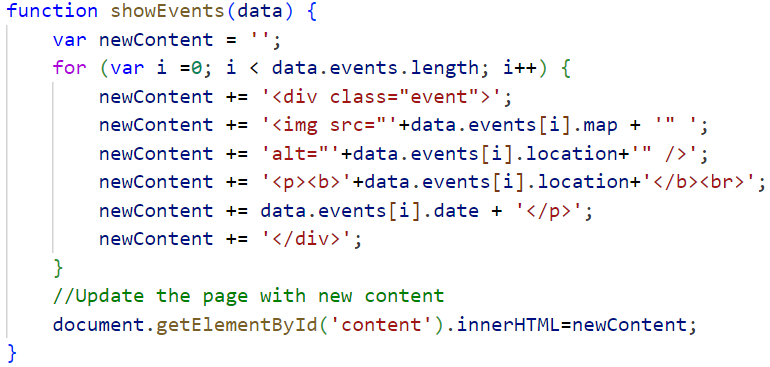 function showEvents(data) {
    var newContent = '';
    for (var i =0; i < data.events.length; i++) {
        newContent += '<div class="event">';
        newContent += '<img src="'+data.events[i].map + '" ';
        newContent += 'alt="'+data.events[i].location+'" />';
        newContent += '<p><b>'+data.events[i].location+'</b><br>';
        newContent += data.events[i].date + '</p>';
        newContent += '</div>';
    }
    //Update the page with new content
    document.getElementById('content').innerHTML=newContent;
}